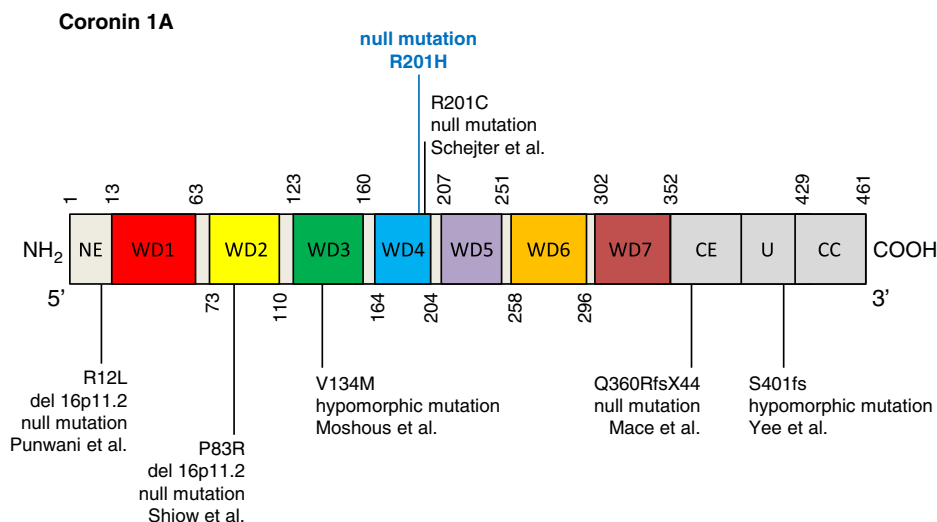 Coronin 1A
null mutation
R201H
R201C
null mutation
Schejter et al.
1 13 63 123 160 207 251 302 352 429 461
NH2 NE WD1 WD2 WD3 WD4 WD5 WD6 WD7 CE U CC COOH
5’ 73 110 164 204 258 296 3’
R12L
del 16p11.2
null mutation
Punwani et al.
P83R
del 16p11.2
null mutation
Shiow et al.
V134M
hypomorphic mutation
Moshous et al.
Q360RfsX44
null mutation
Mace et al.
S401fs
hypomorphic mutation
Yee et al.